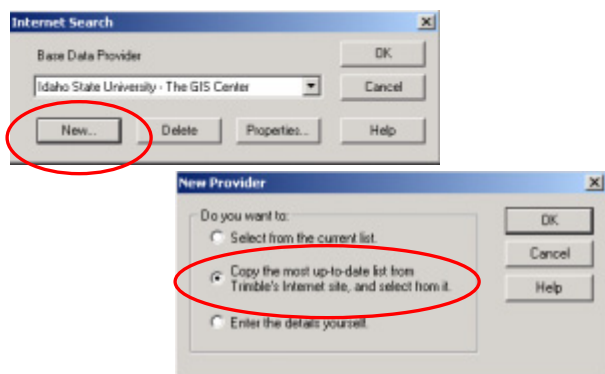 Internet Search
Base Data Provider
OK
Idaho State University - The GIS Center
Cancel
New...
Delete
Properties...
Help
New Provider
Do you want to:
OK
Select from the current list.
Cancel
Copy the most up-to-date list from
Trimble's Internet site, and select from it.
Help
Enter the details yourself.